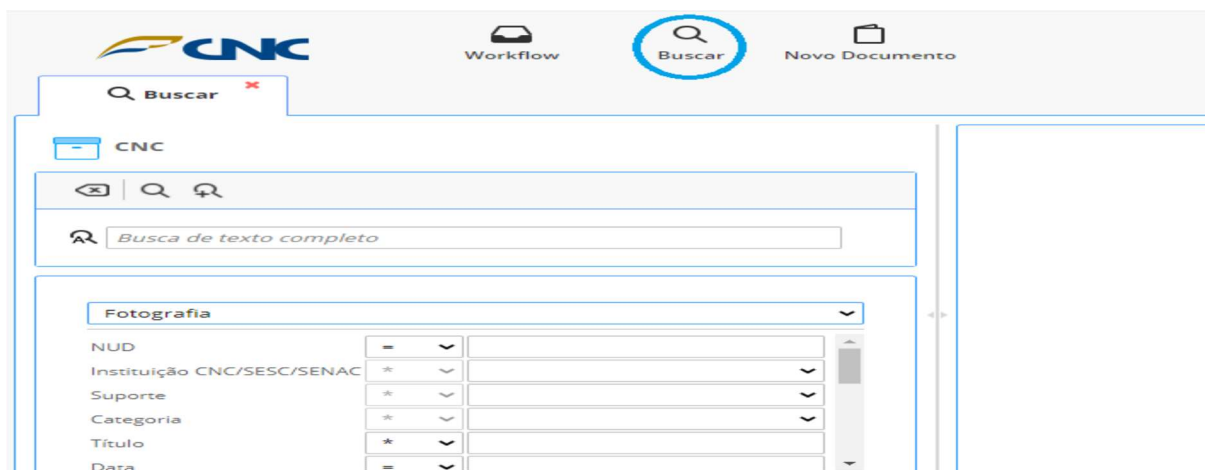 CNC
Workflow
Buscar
Novo Documento
Buscar
CNC
Busca de texto completo
Fotografia
NUD =
Instituição CNC/SESC/SENAC *
Suporte *
Categoria *
Título *
Data =